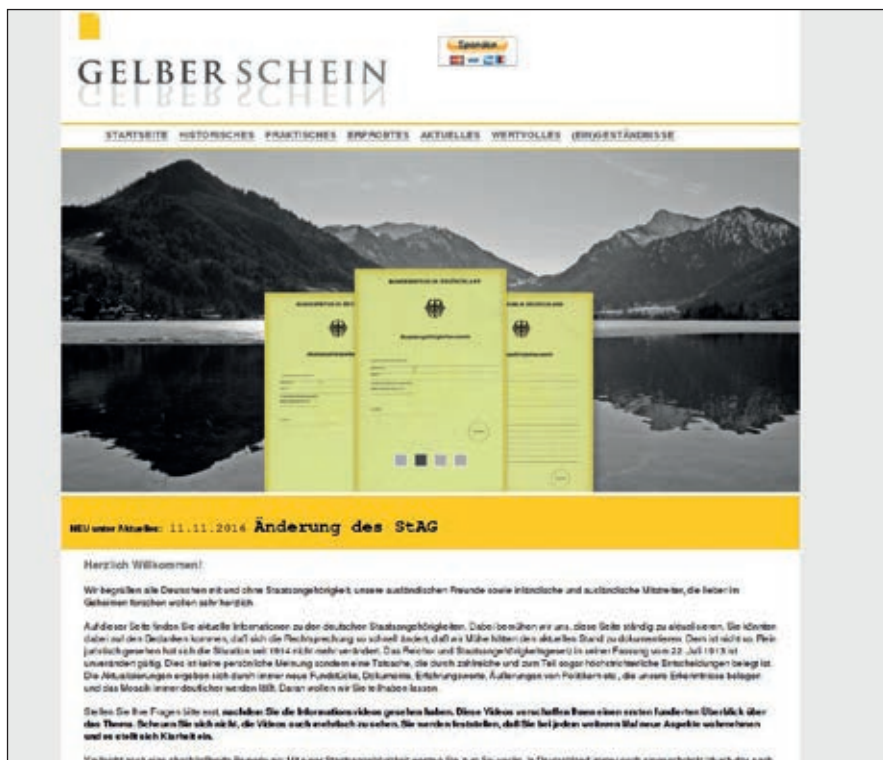 Spenden
GELBER SCHEIN
STARTSEITE HISTORISCHES PRAKTISCHES ERPROBTES AKTUELLES WERTVOLLES (EIN)GESTÄNDNISSE
BUNDESREPUBLIK DEUTSCHLAND
NEU unter Aktuelles: 11.11.2016 Änderung des StAG
Herzlich Willkommen!
Wir begrüßen alle Deutschen mit und ohne Staatsangehörigkeit, unsere ausländischen Freunde sowie inländische und ausländische Mitstreiter, die lieber im
Geheimen forschen wollen sehr herzlich.
Auf dieser Seite finden Sie aktuelle Informationen zu den deutschen Staatsangehörigkeiten. Dabei bemühen wir uns, diese Seite ständig zu aktualisieren. Sie könnten
dabei auf den Gedanken kommen, daß sich die Rechtsprechung so schnell ändert, daß wir Mühe hätten den aktuellen Stand zu dokumentieren. Dem ist nicht so. Rein
juristisch gesehen hat sich die Situation seit 1914 nicht mehr verändert. Das Reichs- und Staatsangehörigkeitsgesetz in seiner Fassung vom 22. Juli 1913 ist
unverändert gültig. Dies ist keine persönliche Meinung sondern eine Tatsache, die durch zahlreiche und zum Teil sogar höchstrichterliche Entscheidungen belegt ist.
Die Aktualisierungen ergeben sich durch immer neue Fundstücke, Dokumente, Erfahrungswerte, Äußerungen von Politikern etc., die unsere Erkenntnisse belegen
und das Mosaik immer deutlicher werden läßt. Daran wollen wir Sie teilhaben lassen.
Stellen Sie Ihre Fragen bitte erst, nachdem Sie die Informationsvideos gesehen haben. Diese Videos verschaffen Ihnen einen ersten fundierten Überblick über
das Thema. Scheuen Sie sich nicht, die Videos auch mehrfach zu sehen. Sie werden feststellen, daß Sie bei jedem weiteren Mal neue Aspekte wahrnehmen
und es stellt sich Klarheit ein.